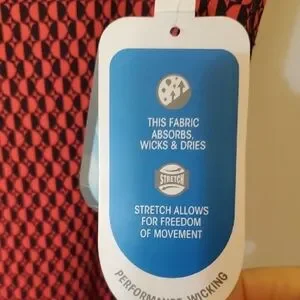 THIS FABRIC
ABSORBS,
WICKS & DRIES
STRETCH
STRETCH ALLOWS
FOR FREEDOM
OF MOVEMENT
PERFORMANCE WICKING